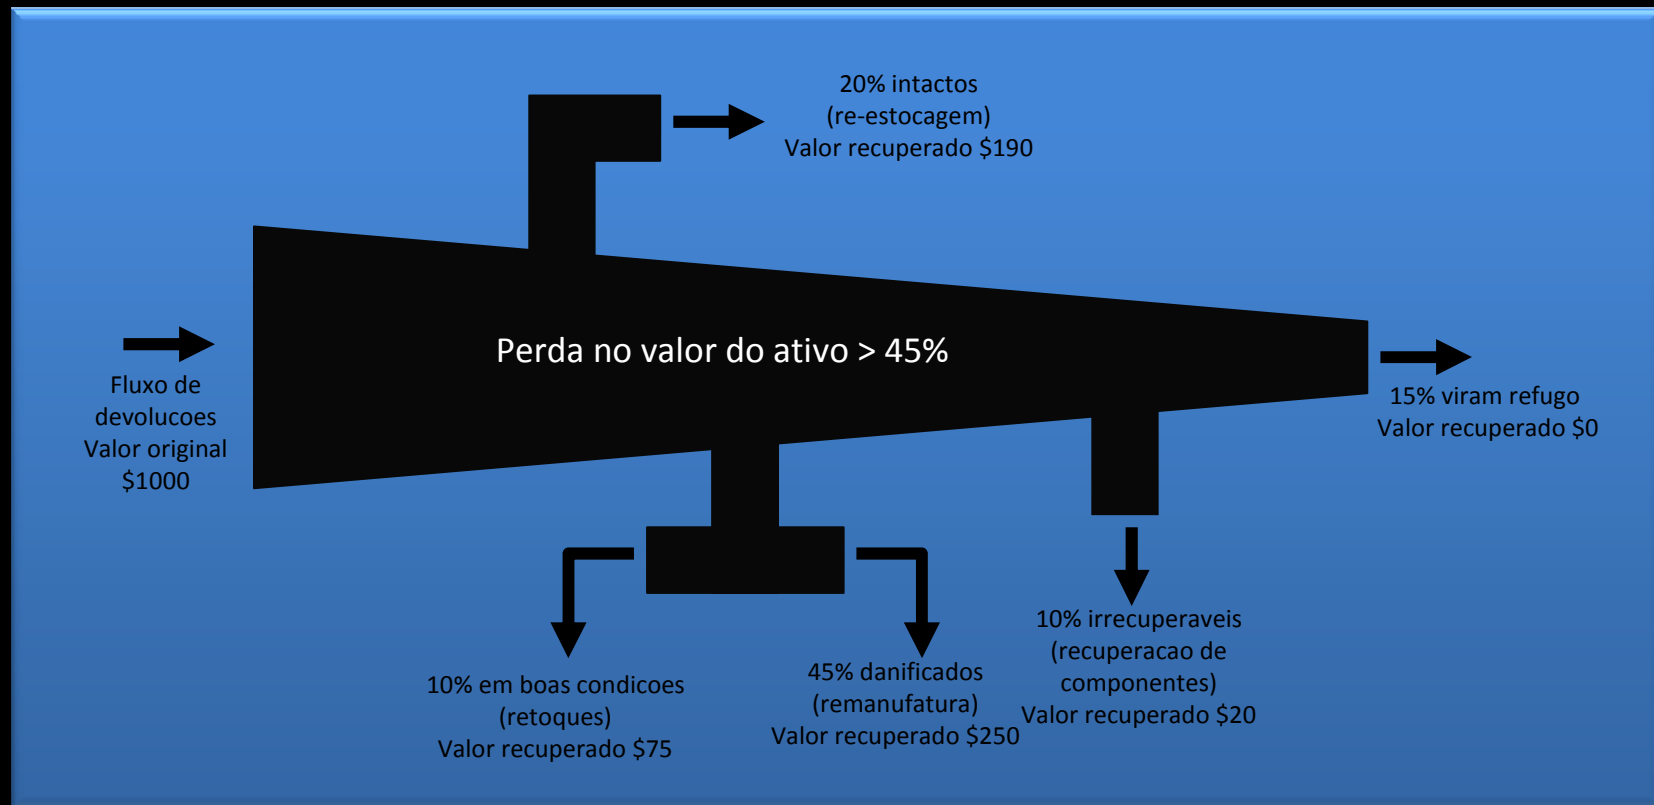 20% intactos
(re-estocagem)
Valor recuperado $190
Perda no valor do ativo > 45%
Fluxo de
devolucoes
Valor original
$1000
15% viram refugo
Valor recuperado $0
10% em boas condicoes
(retoques)
Valor recuperado $75
45% danificados
(remanufatura)
Valor recuperado $250
10% irrecuperaveis
(recuperacao de
componentes)
Valor recuperado $20